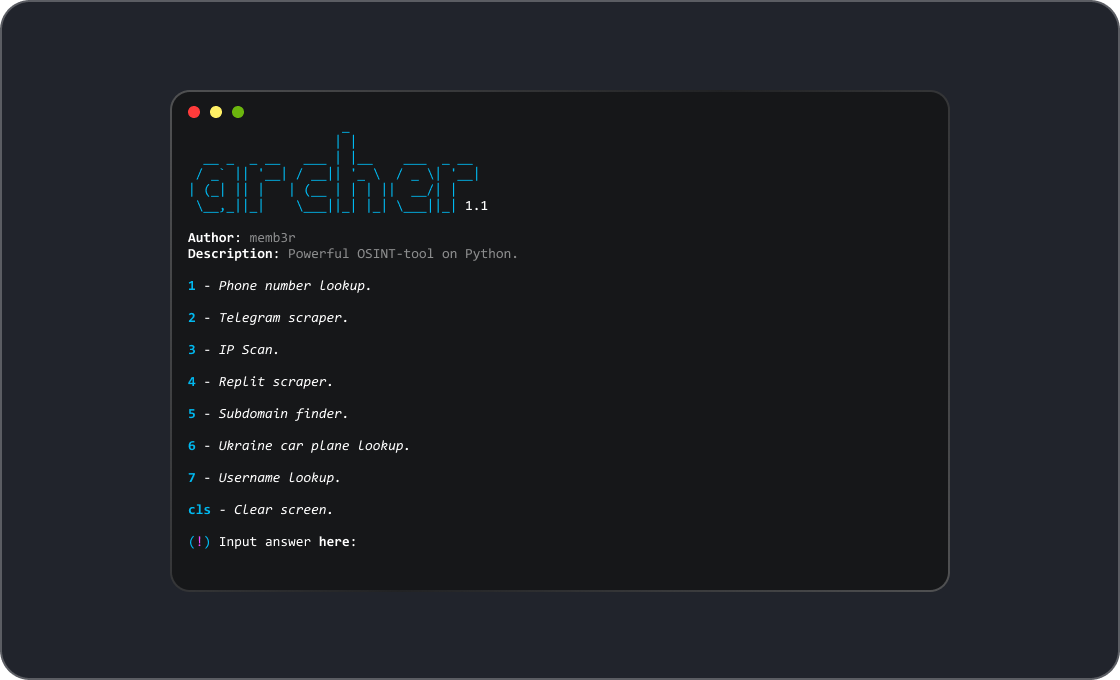 archer 1.1
Author: memb3r
Description: Powerful OSINT-tool on Python.
1 - Phone number lookup.
2 - Telegram scraper.
3 - IP Scan.
4 - Replit scraper.
5 - Subdomain finder.
6 - Ukraine car plane lookup.
7 - Username lookup.
cls - Clear screen.
(!) Input answer here: